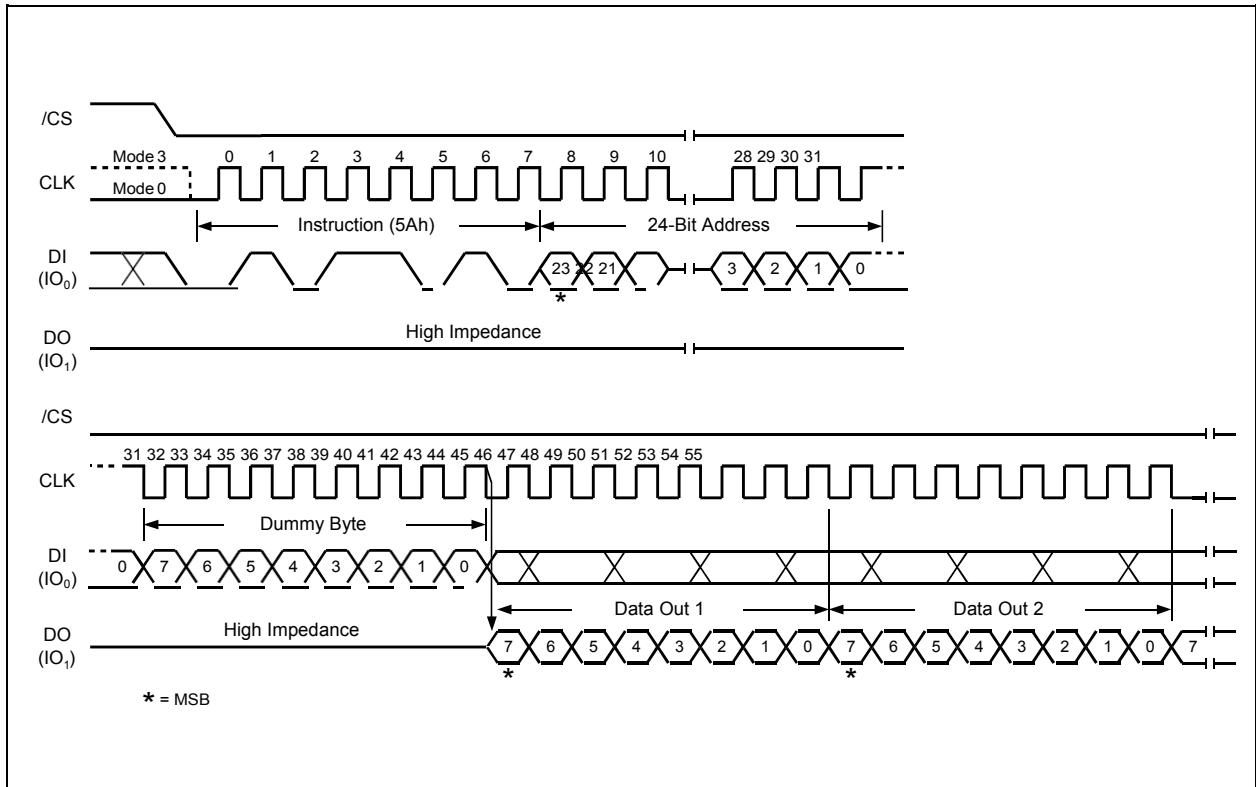 /CS
Mode 3
0 1 2 3 4 5 6 7 8 9 10 28 29 30 31
CLK
Mode 0
Instruction (5Ah)
24-Bit Address
DI
(IO0)
23 22 21 3 2 1 0
*
DO
(IO1)
High Impedance
/CS
31 32 33 34 35 36 37 38 39 40 41 42 43 44 45 46 47 48 49 50 51 52 53 54 55
CLK
Dummy Byte
DI
(IO0)
0 7 6 5 4 3 2 1 0
Data Out 1
Data Out 2
DO
(IO1)
High Impedance
7 6 5 4 3 2 1 0 7 6 5 4 3 2 1 0 7
* *
* = MSB